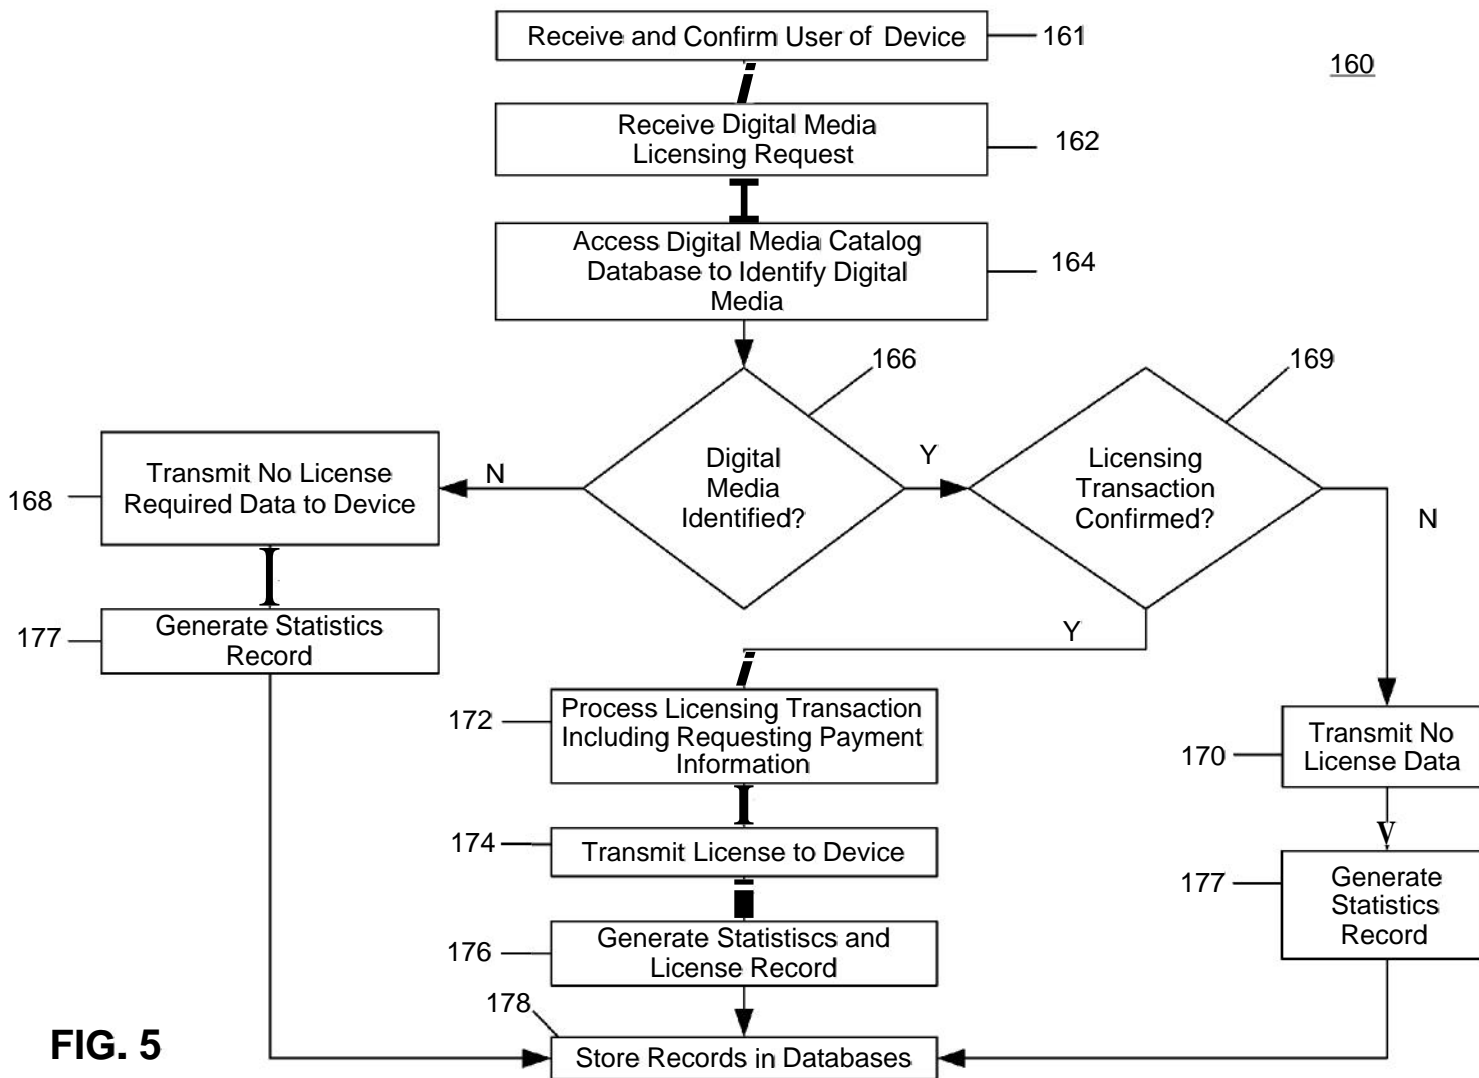 Receive and Confirm User of Device
161
160
Receive Digital Media
Licensing Request
162
Access Digital Media Catalog
Database to Identify Digital
Media
164
166
169
Transmit No License
Required Data to Device
168
N
Digital
Media
Identified?
Y
Licensing
Transaction
Confirmed?
N
177
Generate Statistics
Record
Y
172
Process Licensing Transaction
Including Requesting Payment
Information
170
Transmit No
License Data
174
Transmit License to Device
177
Generate
Statistics
Record
176
Generate Statistiscs and
License Record
178
Store Records in Databases
FIG. 5